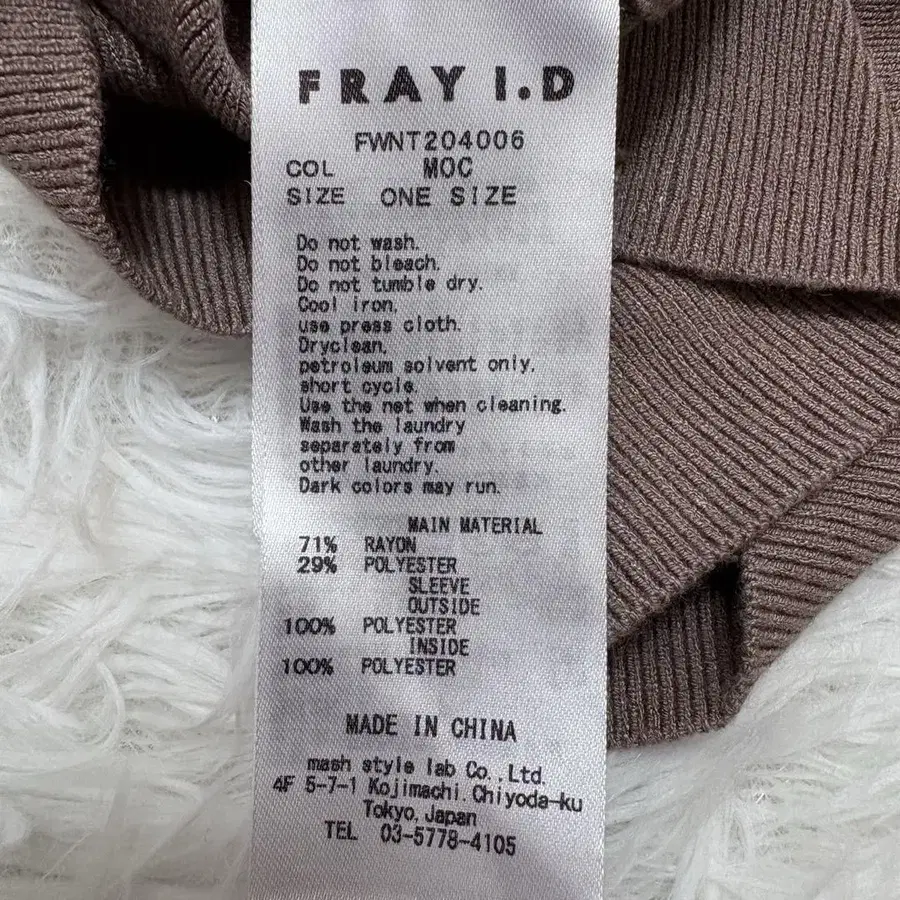 FRAY I.D
FWNT204006
COL MOC
SIZE ONE SIZE
Do not wash.
Do not bleach.
Do not tumble dry.
Cool iron,
use press cloth.
Dryclean,
petroleum solvent only,
short cycle.
Use the net when cleaning.
Wash the laundry
separately from
other laundry.
Dark colors may run.
MAIN MATERIAL
71% RAYON
29% POLYESTER
SLEEVE
OUTSIDE
100% POLYESTER
INSIDE
100% POLYESTER
MADE IN CHINA
mash style lab Co.,Ltd.
4F 5-7-1 Kojimachi.Chiyoda-ku
Tokyo,Japan
TEL 03-5778-4105